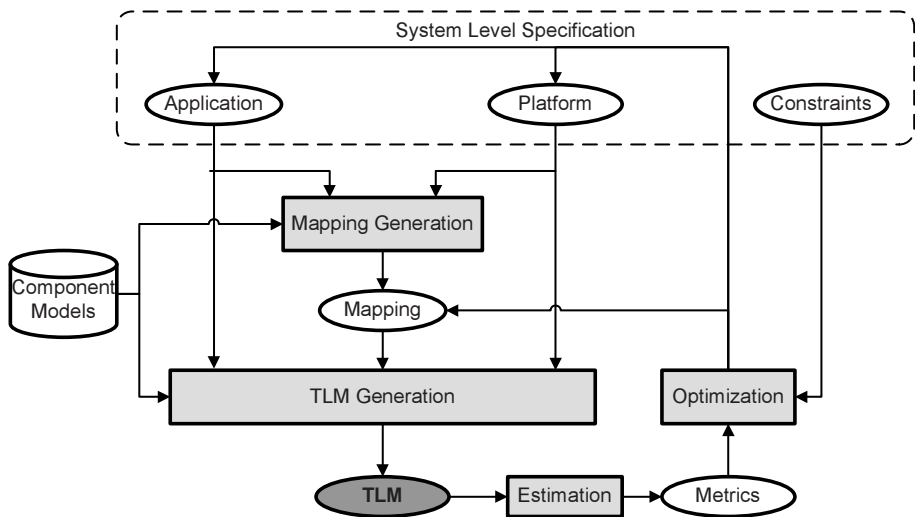 System Level Specification
Application
Platform
Constraints
Mapping Generation
Component
Models
Mapping
TLM Generation
Optimization
TLM
Estimation
Metrics